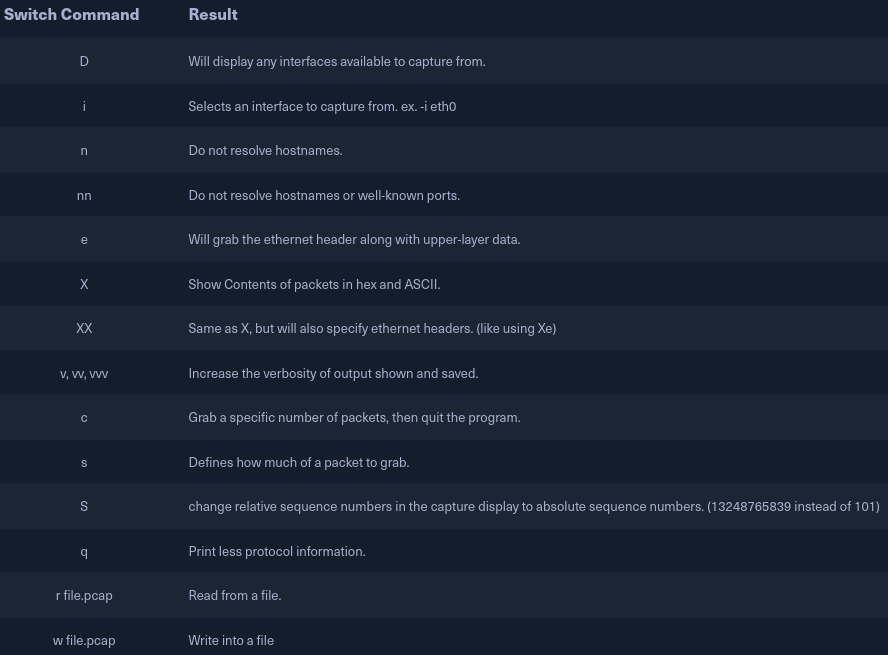 Switch Command Result
D Will display any interfaces available to capture from.
i Selects an interface to capture from. ex. -i eth0
n Do not resolve hostnames.
nn Do not resolve hostnames or well-known ports.
e Will grab the ethernet header along with upper-layer data.
X Show Contents of packets in hex and ASCII.
XX Same as X, but will also specify ethernet headers. (like using Xe)
v, vv, vvv Increase the verbosity of output shown and saved.
c Grab a specific number of packets, then quit the program.
s Defines how much of a packet to grab.
S change relative sequence numbers in the capture display to absolute sequence numbers. (13248765839 instead of 101)
q Print less protocol information.
r file.pcap Read from a file.
w file.pcap Write into a file